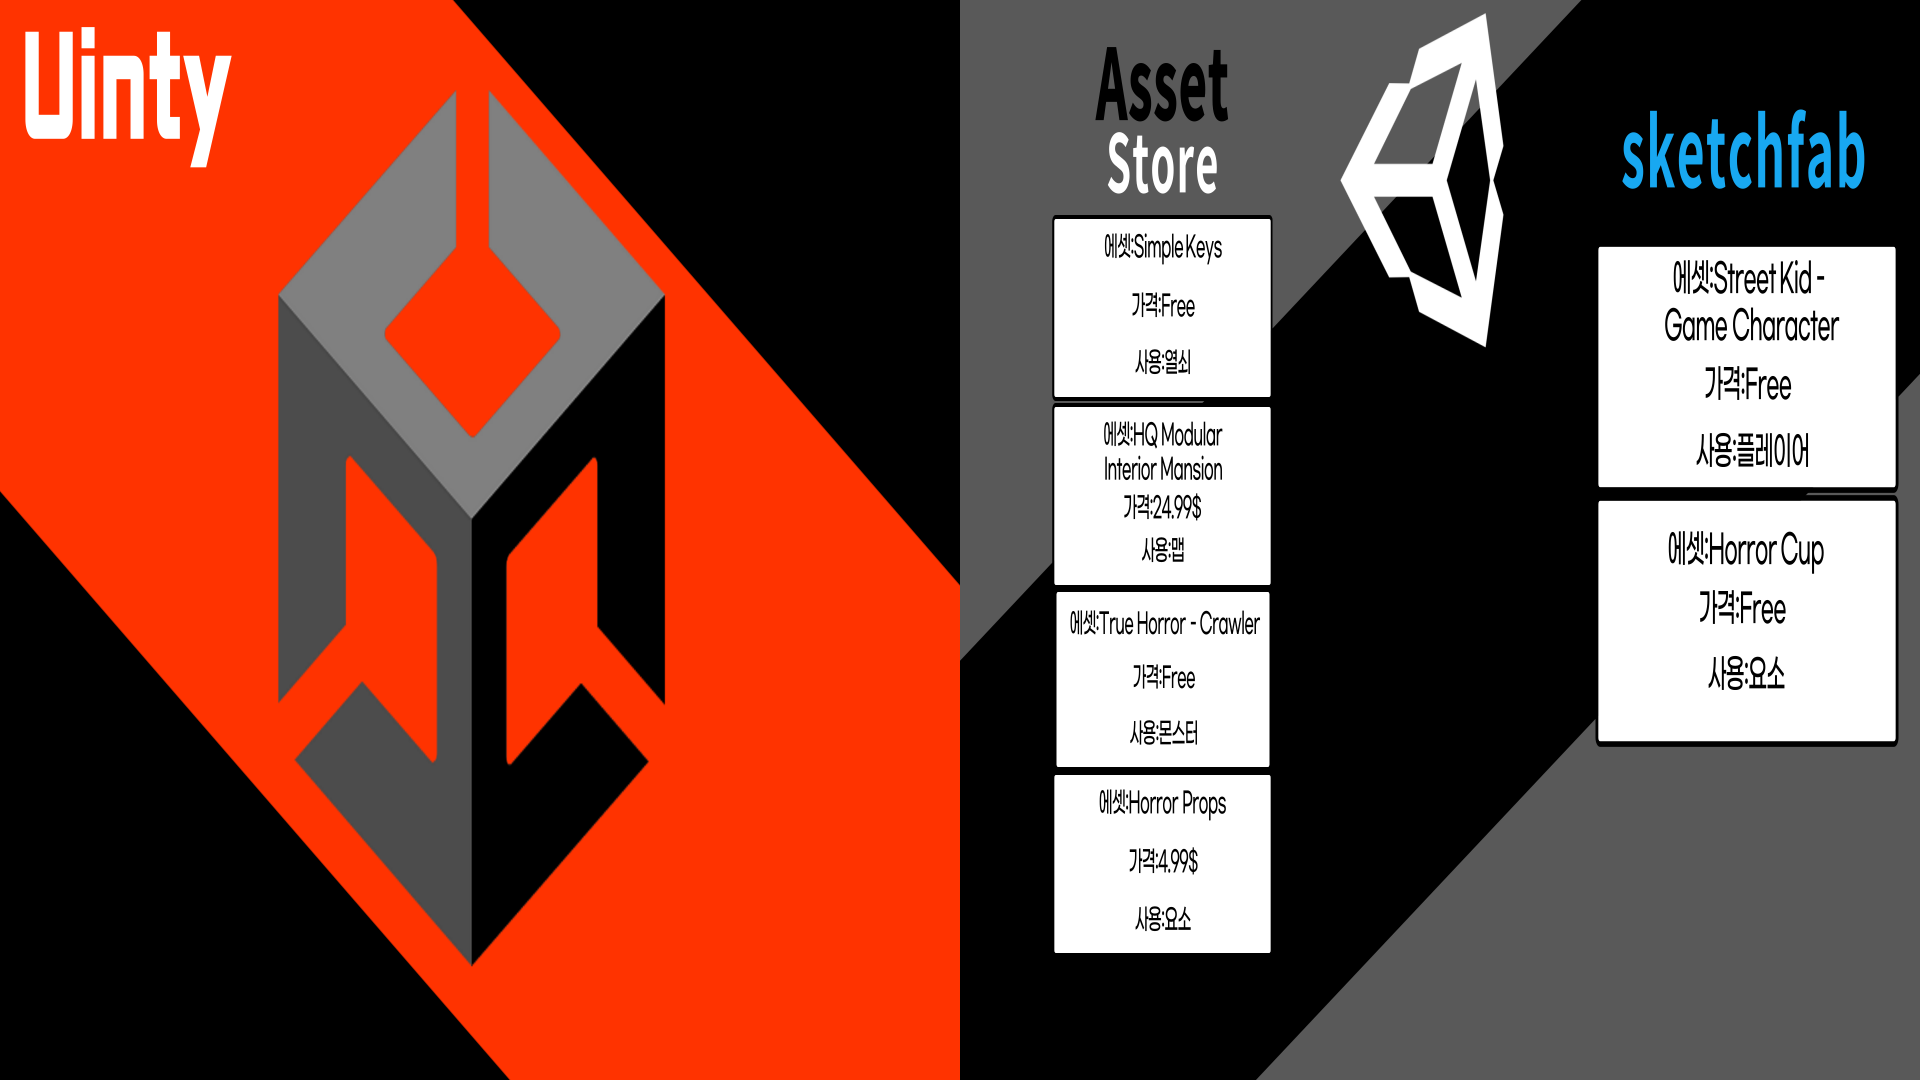 Uinty
Asset
Store
에셋:Simple Keys
가격:Free
사용:열쇠
에셋:HQ Modular
Interior Mansion
가격:24.99$
사용:맵
에셋:True Horror - Crawler
가격:Free
사용:몬스터
에셋:Horror Props
가격:4.99$
사용:요소
sketchfab
에셋:Street Kid -
Game Character
가격:Free
사용:플레이어
에셋:Horror Cup
가격:Free
사용:요소